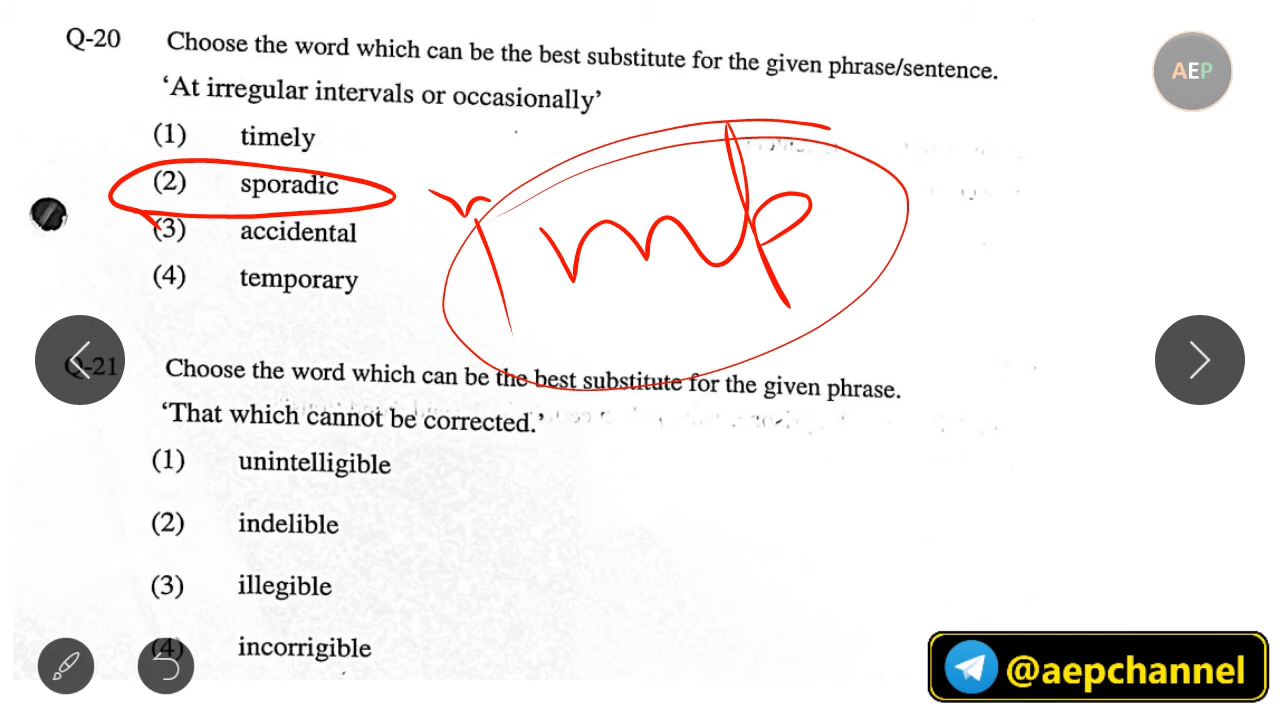 Q-20 Choose the word which can be the best substitute for the given phrase/sentence.
AEP
‘At irregular intervals or occasionally’
(1) timely
(2) sporadic
(3) accidental
(4) temporary
Imp
Q-21 Choose the word which can be the best substitute for the given phrase.
‘That which cannot be corrected.’
(1) unintelligible
(2) indelible
(3) illegible
(4) incorrigible
@aepchannel